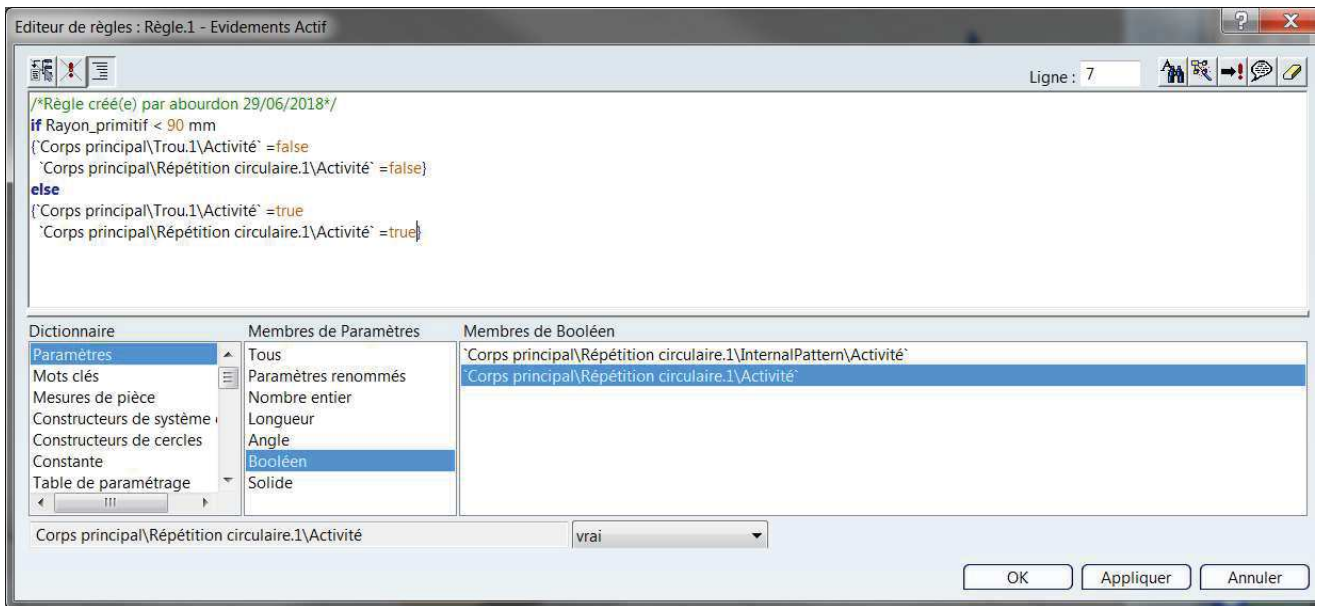 Editeur de règles : Règle.1 - Evidements Actif
Ligne : 7
/*Règle créé(e) par abourdon 29/06/2018*/
if Rayon_primitif < 90 mm
{`Corps principal\Trou.1\Activité` =false
`Corps principal\Répétition circulaire.1\Activité` =false}
else
{`Corps principal\Trou.1\Activité` =true
`Corps principal\Répétition circulaire.1\Activité` =true}
Dictionnaire
Paramètres
Mots clés
Mesures de pièce
Constructeurs de système
Constructeurs de cercles
Constante
Table de paramétrage
Membres de Paramètres
Tous
Paramètres renommés
Nombre entier
Longueur
Angle
Booléen
Solide
Membres de Booléen
`Corps principal\Répétition circulaire.1\InternalPattern\Activité`
`Corps principal\Répétition circulaire.1\Activité`
Corps principal\Répétition circulaire.1\Activité
vrai
OK
Appliquer
Annuler